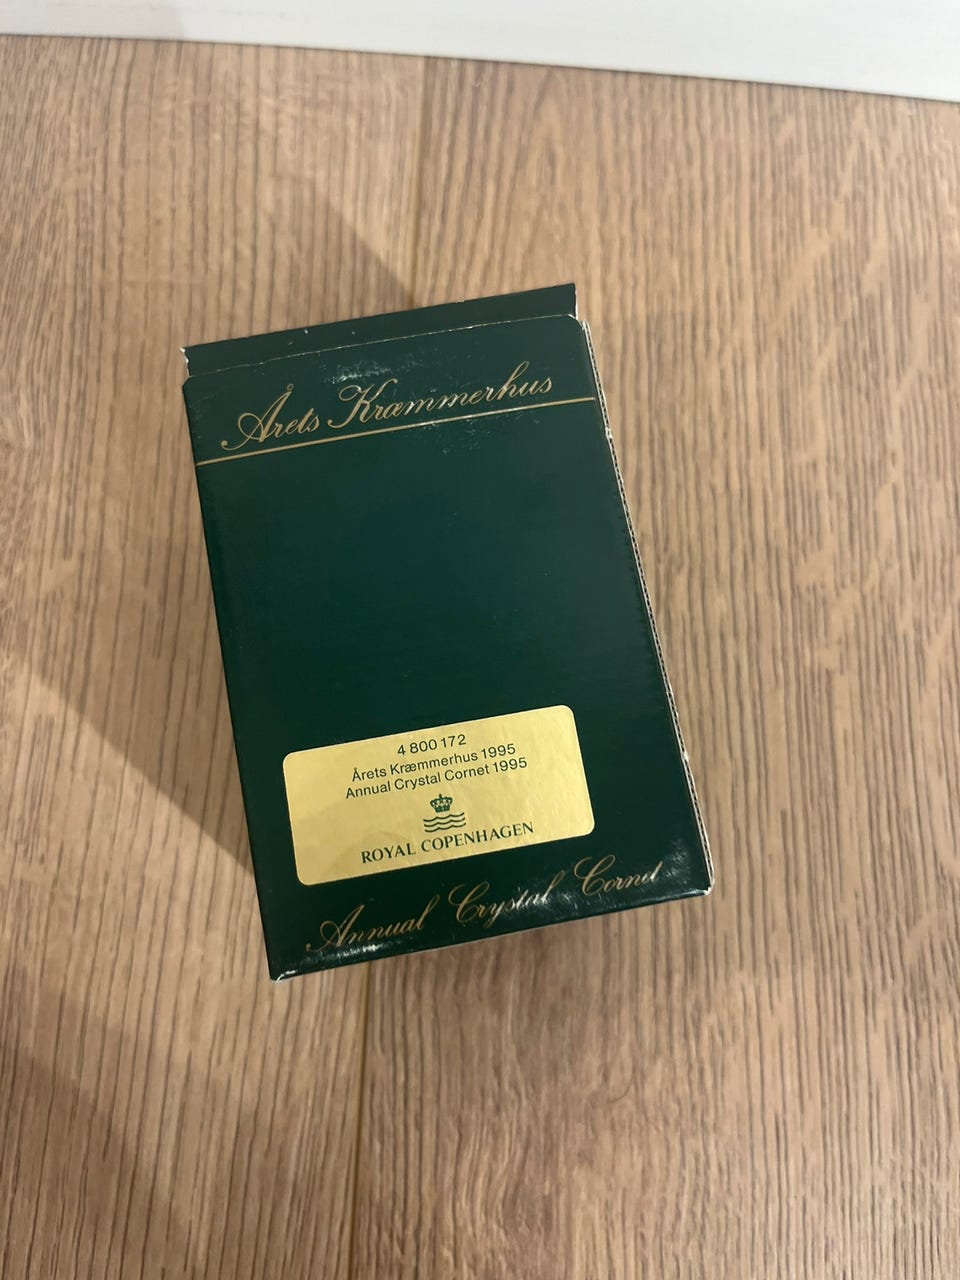 Årets Kræmmerhus
4 800 172
Årets Kræmmerhus 1995
Annual Crystal Cornet 1995
ROYAL COPENHAGEN
Annual Crystal Cornet